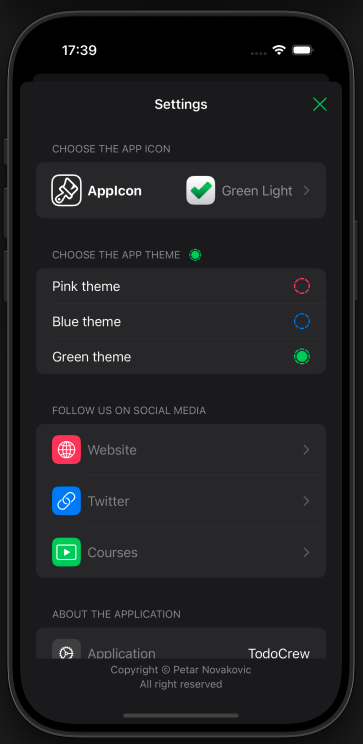 17:39
Settings
CHOOSE THE APP ICON
AppIcon Green Light
CHOOSE THE APP THEME
Pink theme
Blue theme
Green theme
FOLLOW US ON SOCIAL MEDIA
Website
Twitter
Courses
ABOUT THE APPLICATION
Application TodoCrew
Copyright © Petar Novakovic
All right reserved